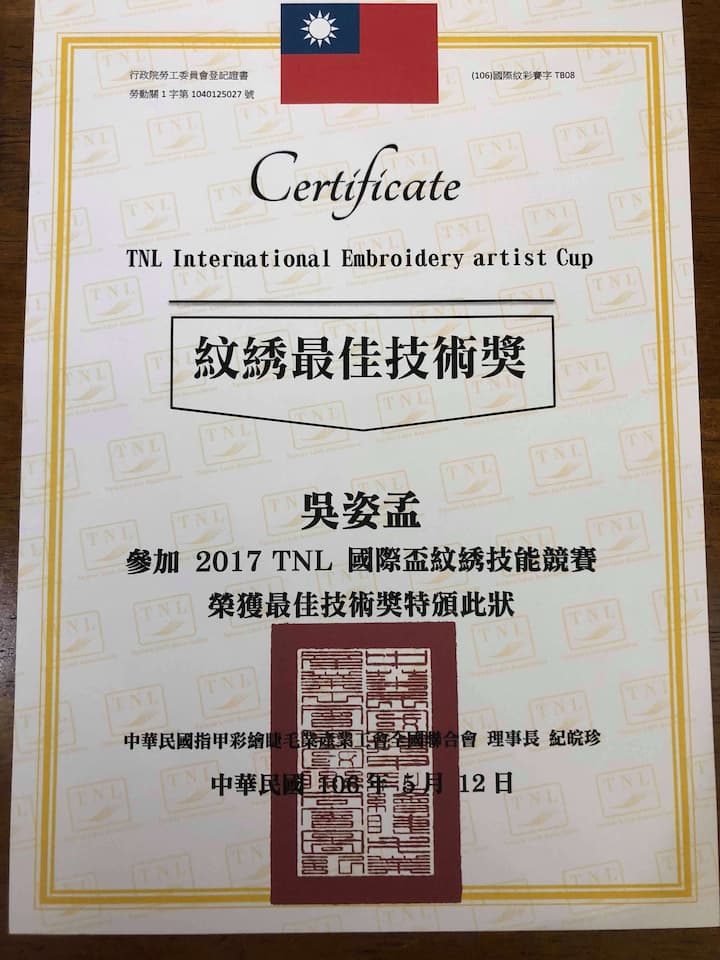 行政院勞工委員會登記證書
勞動關 1 字第 1040125027 號
(106)國際紋彩賽字 TB08
Certificate
TNL International Embroidery artist Cup
紋綉最佳技術獎
吳姿孟
參加 2017 TNL 國際盃紋綉技能競賽
榮獲最佳技術獎特頒此狀
中華民國指甲彩繪睫毛業產業工會全國聯合會 理事長 紀皖珍
中華民國 106 年 5 月 12 日
TNL